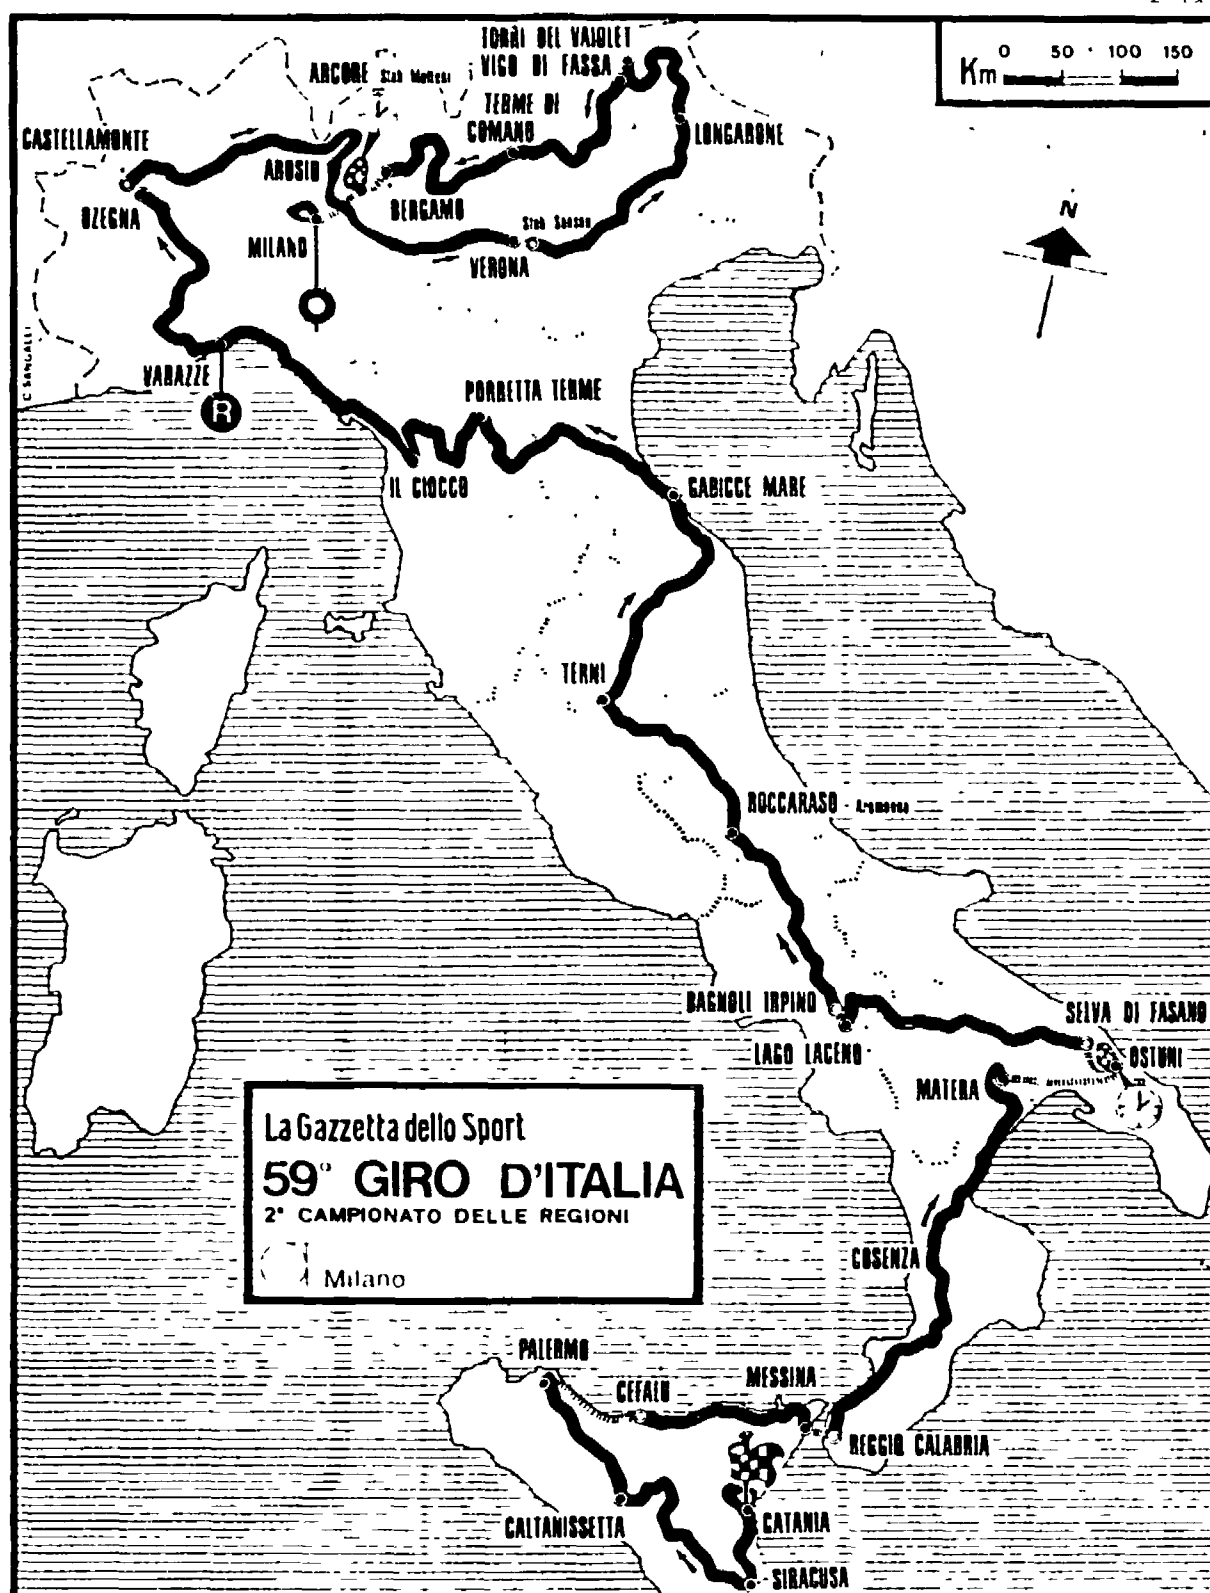 Km 0 50 100 150
TORRI DEL VAJOLET
VIGO DI FASSA
ARCORE
TERME DI
COMANO
LONGARONE
CASTELLAMONTE
AROSIO
BERGAMO
OZEGNA
MILANO
VERONA
N
C SANGALLI
VARAZZE
R
PORRETTA TERME
IL CIOCCO
GABICCE MARE
TERNI
ROCCARASO - Aremogna
BAGNOLI IRPINO
LAGO LACENO
SELVA DI FASANO
OSTUNI
MATERA
La Gazzetta dello Sport
59° GIRO D'ITALIA
2° CAMPIONATO DELLE REGIONI
Milano
COSENZA
PALERMO
CEFALU
MESSINA
REGGIO CALABRIA
CALTANISSETTA
CATANIA
SIRACUSA